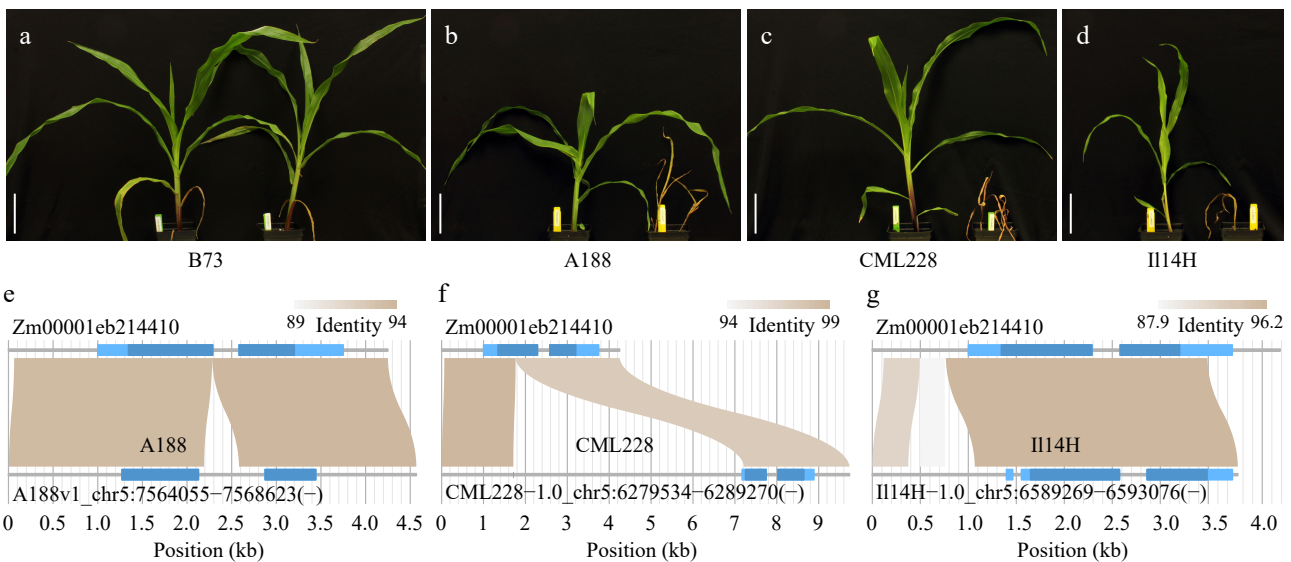 a
b
c
d
B73
A188
CML228
Il14H
e
f
g
89 Identity 94
94 Identity 99
87.9 Identity 96.2
Zm00001eb214410
Zm00001eb214410
Zm00001eb214410
A188
CML228
Il14H
A188v1_chr5:7564055−7568623(−)
CML228−1.0_chr5:6279534−6289270(−)
Il14H−1.0_chr5:6589269−6593076(−)
0 0.5 1.0 1.5 2.0 2.5 3.0 3.5 4.0 4.5
0 1 2 3 4 5 6 7 8 9
0 1.0 1.5 2.0 2.5 3.0 3.5 4.0
Position (kb)
Position (kb)
Position (kb)